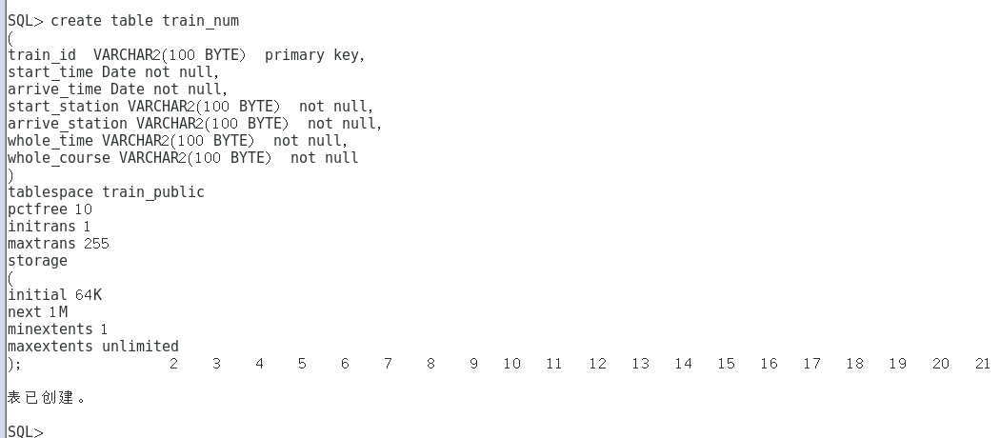 SQL> create table train_num
(
train_id  VARCHAR2(100 BYTE)  primary key,
start_time Date not null,
arrive_time Date not null,
start_station VARCHAR2(100 BYTE)  not null,
arrive_station VARCHAR2(100 BYTE)  not null,
whole_time VARCHAR2(100 BYTE)  not null,
whole_course VARCHAR2(100 BYTE)  not null
)
tablespace train_public
pctfree 10
initrans 1
maxtrans 255
storage
(
initial 64K
next 1M
minextents 1
maxextents unlimited
);                 2    3    4    5    6    7    8    9   10   11   12   13   14   15   16   17   18   19   20   21
表已创建。
SQL>